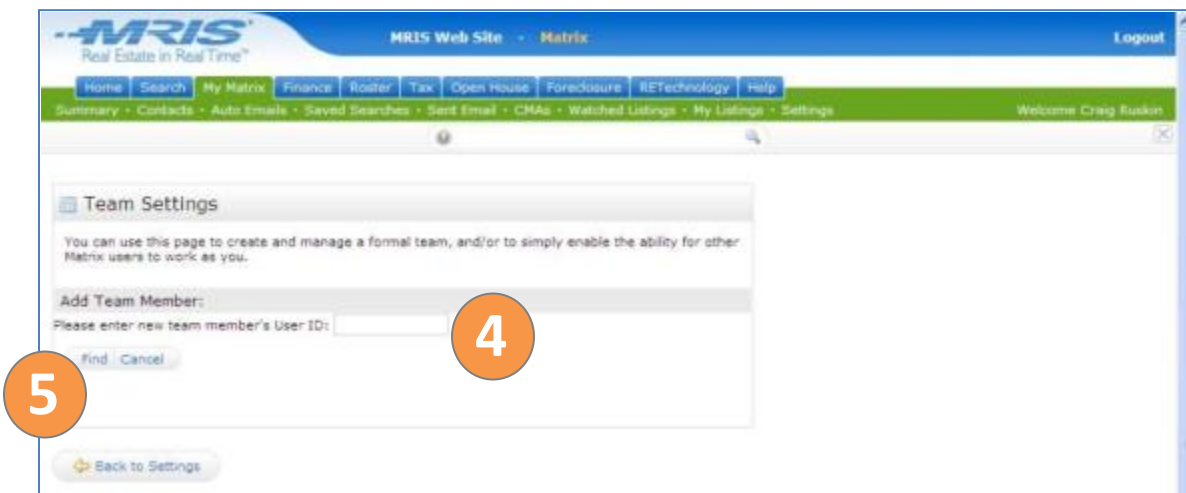 MRIS
Real Estate in Real Time™
MRIS Web Site - Matrix
Logout
Home Search My Matrix Finance Roster Tax Open House Foreclosure RETechnology Help
Summary · Contacts · Auto Emails · Saved Searches · Sent Email · CMAs · Watched Listings · My Listings · Settings
Welcome Craig Ruskin
Team Settings
You can use this page to create and manage a formal team, and/or to simply enable the ability for other
Matrix users to work as you.
Add Team Member:
Please enter new team member's User ID:
4
Find Cancel
5
Back to Settings